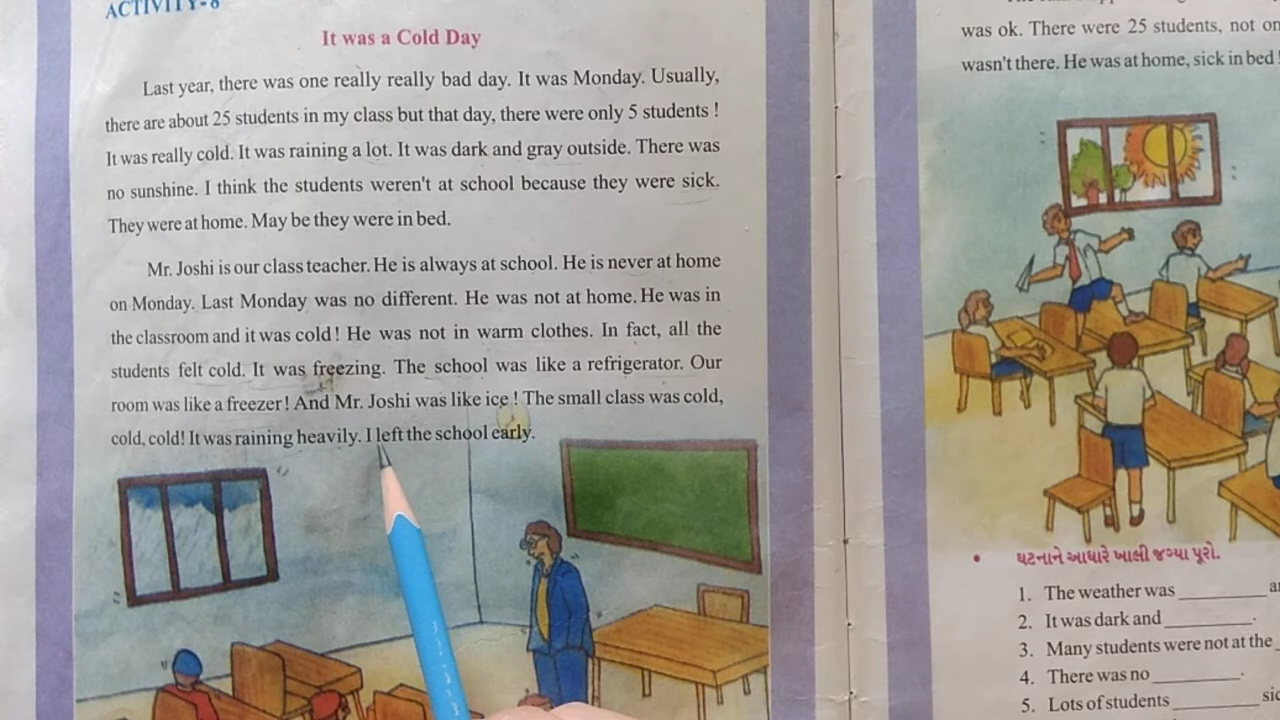 ACTIVITY-8
It was a Cold Day
Last year, there was one really really bad day. It was Monday. Usually,
there are about 25 students in my class but that day, there were only 5 students !
It was really cold. It was raining a lot. It was dark and gray outside. There was
no sunshine. I think the students weren't at school because they were sick.
They were at home. May be they were in bed.
Mr. Joshi is our class teacher. He is always at school. He is never at home
on Monday. Last Monday was no different. He was not at home. He was in
the classroom and it was cold ! He was not in warm clothes. In fact, all the
students felt cold. It was freezing. The school was like a refrigerator. Our
room was like a freezer ! And Mr. Joshi was like ice ! The small class was cold,
cold, cold! It was raining heavily. I left the school early.
was ok. There were 25 students, not
wasn't there. He was at home, sick in bed
• ઘટનાને આધારે ખાલી જગ્યા પૂરો.
1. The weather was ________
2. It was dark and ________.
3. Many students were not at the
4. There was no ________.
5. Lots of students ________